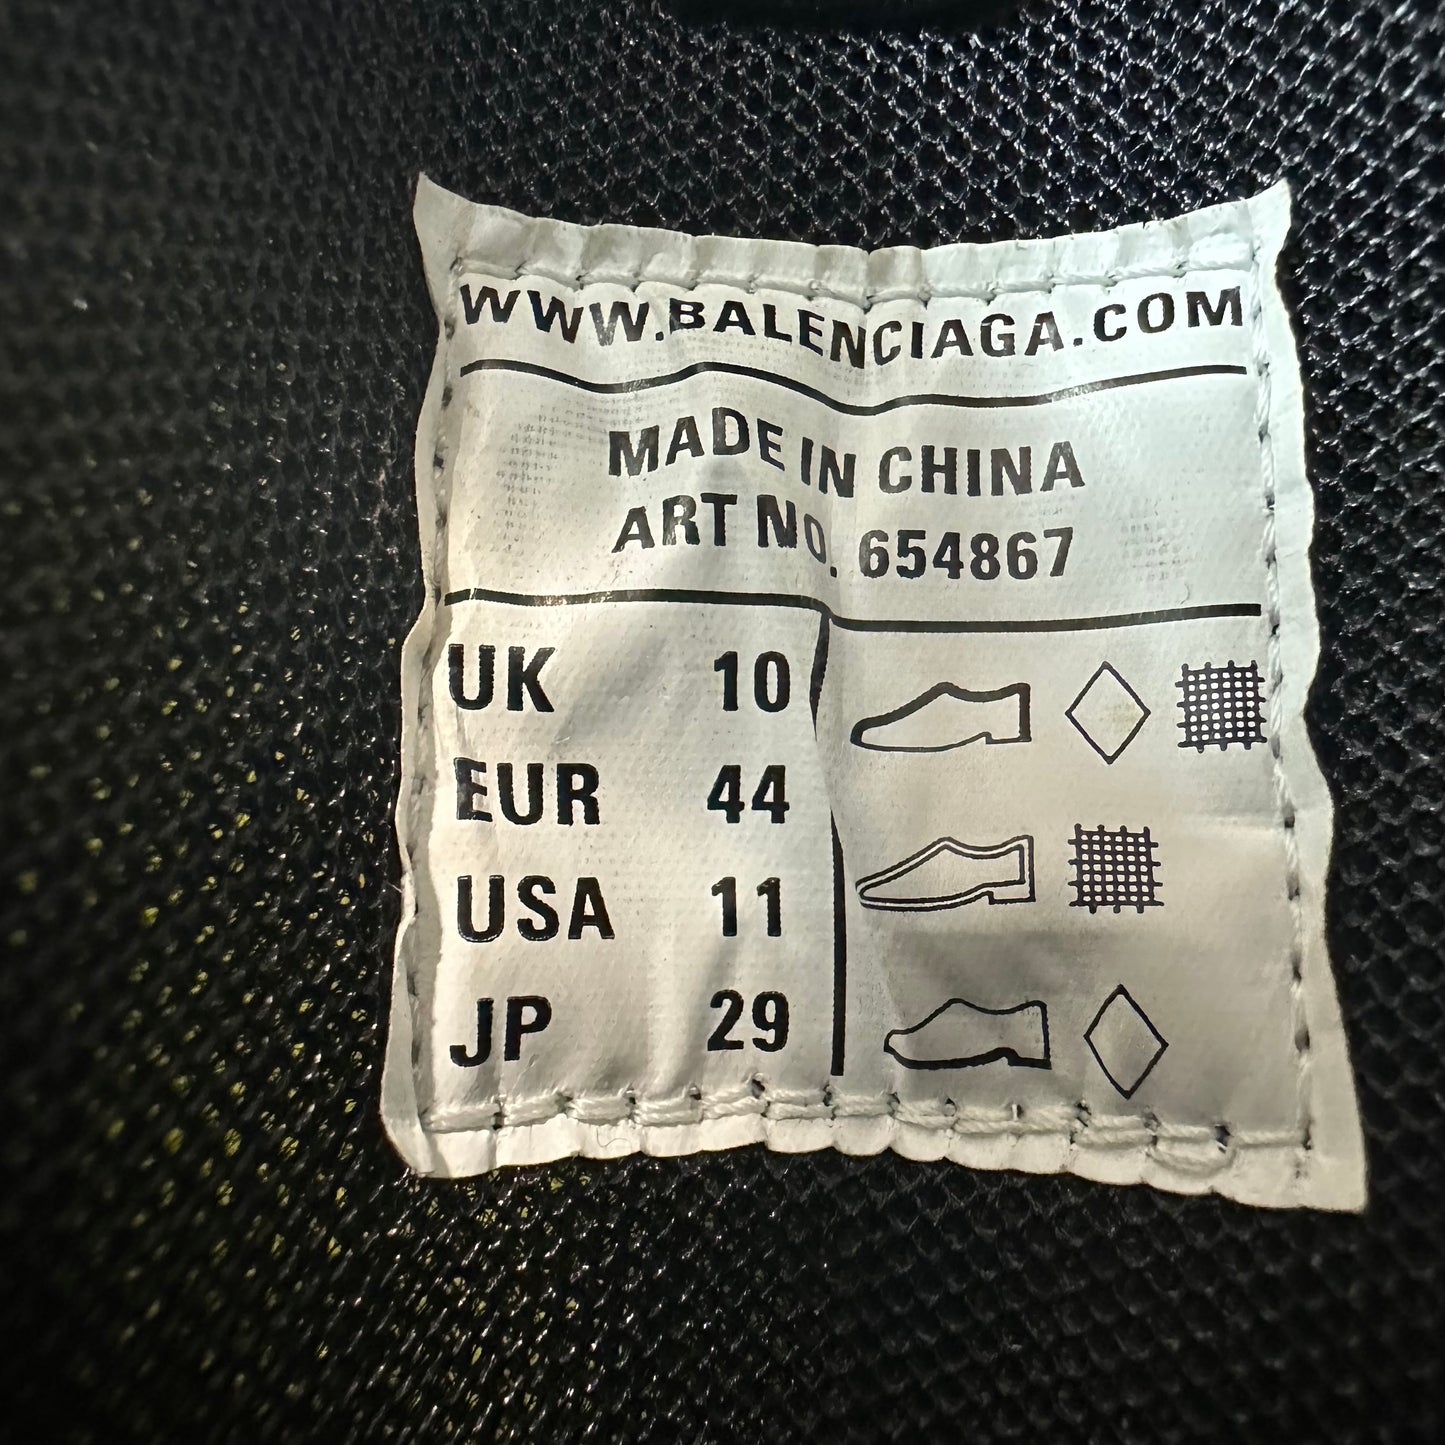 WWW.BALENCIAGA.COM
MADE IN CHINA
ART NO. 654867
UK 10
EUR 44
USA 11
JP 29